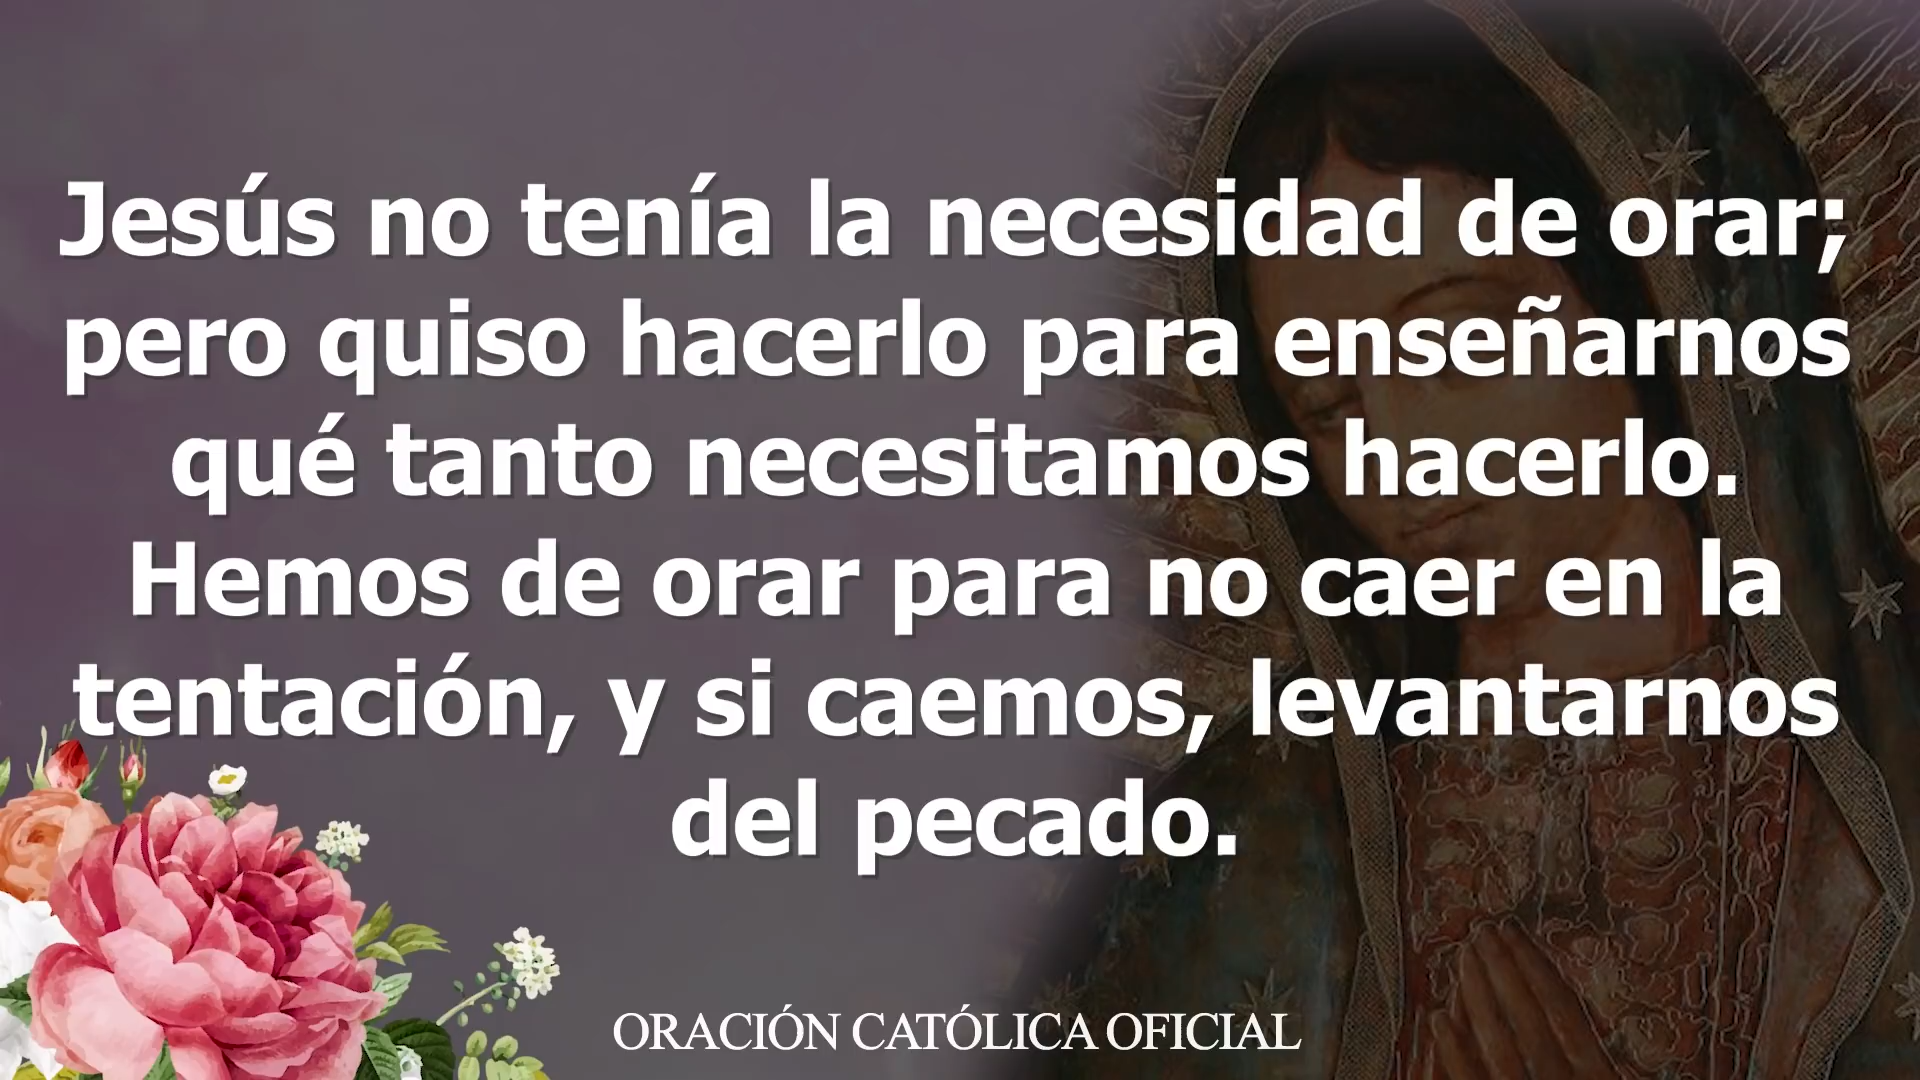 Jesús no tenía la necesidad de orar;
pero quiso hacerlo para enseñarnos
qué tanto necesitamos hacerlo.
Hemos de orar para no caer en la
tentación, y si caemos, levantarnos
del pecado.
ORACIÓN CATÓLICA OFICIAL